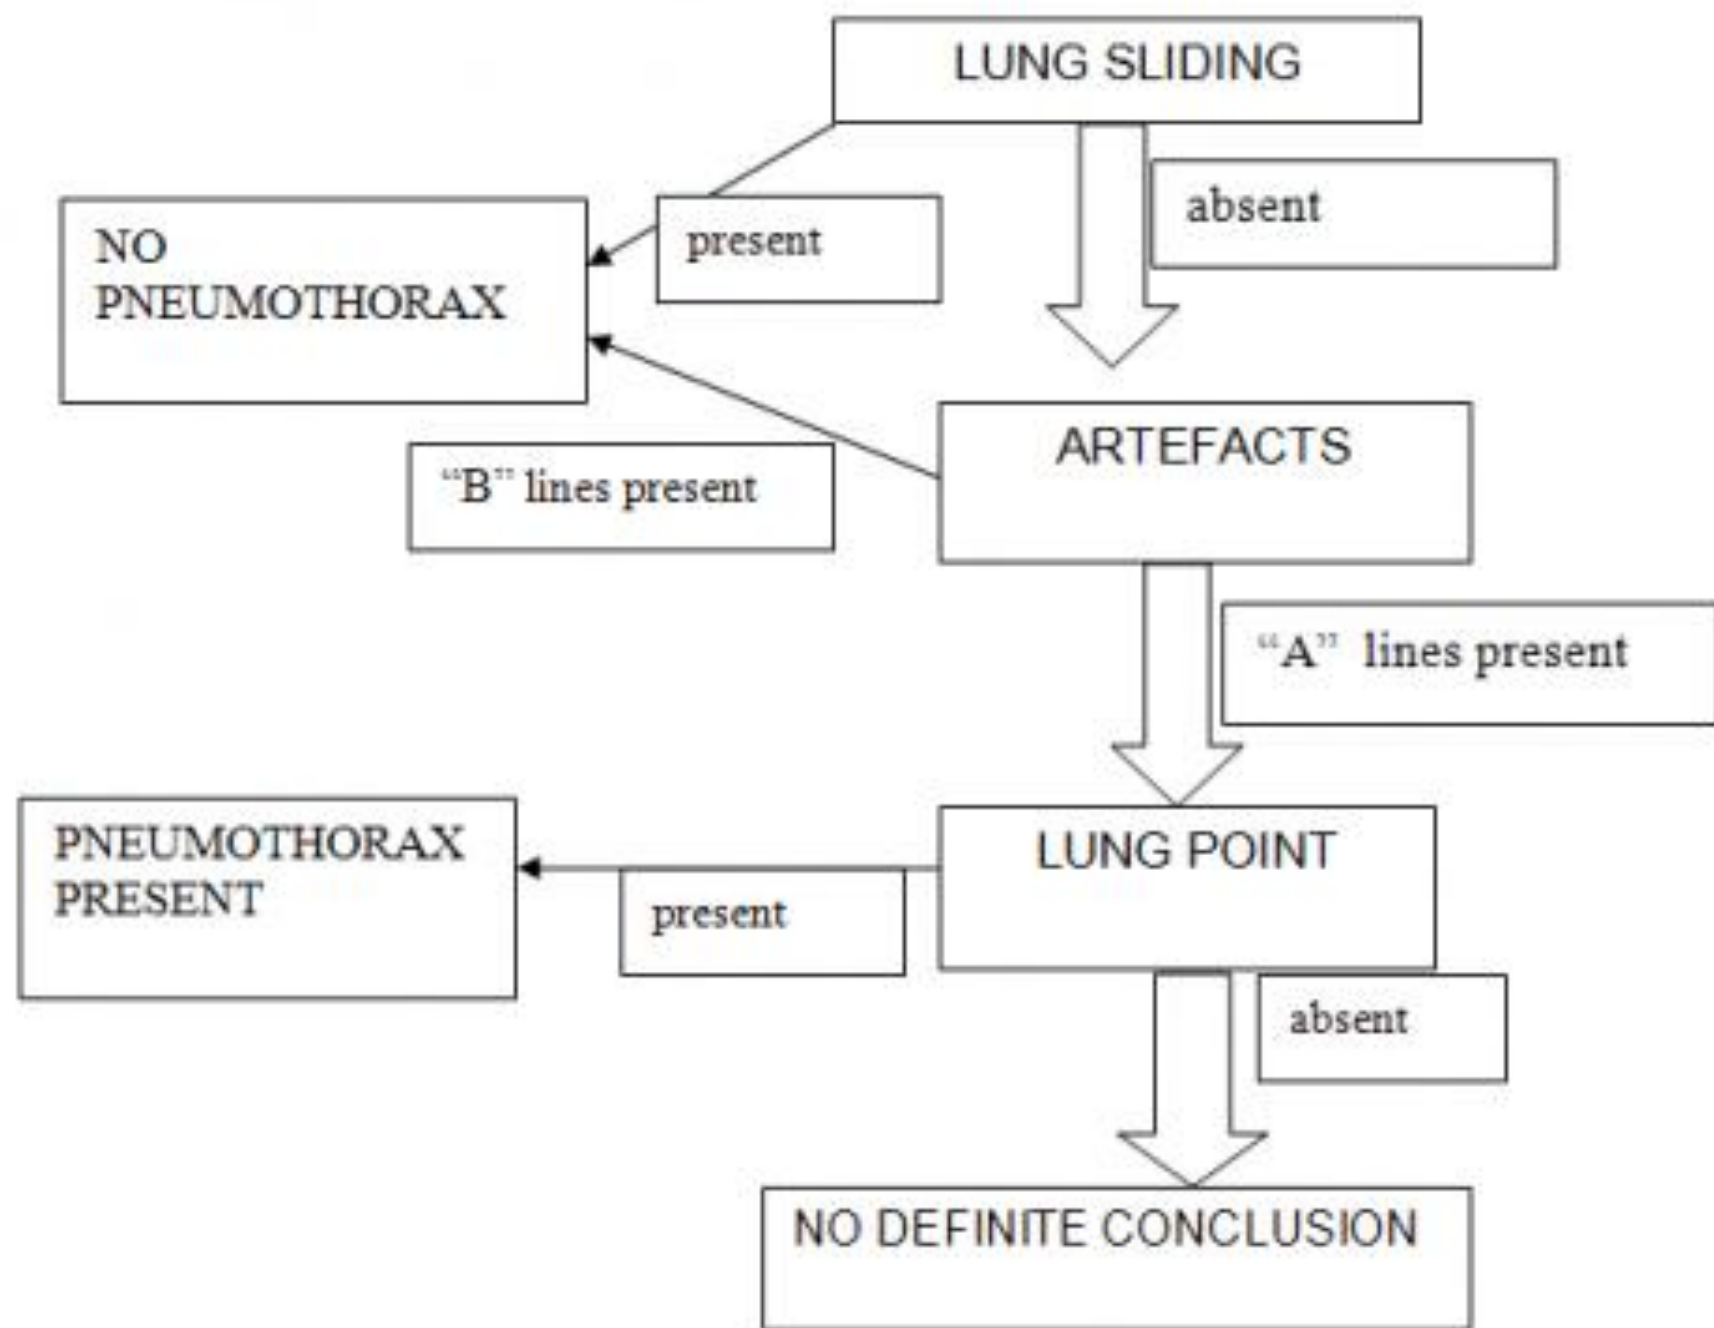 LUNG SLIDING
absent
present
NO
PNEUMOTHORAX
ARTEFACTS
“B” lines present
“A” lines present
LUNG POINT
PNEUMOTHORAX
PRESENT
present
absent
NO DEFINITE CONCLUSION